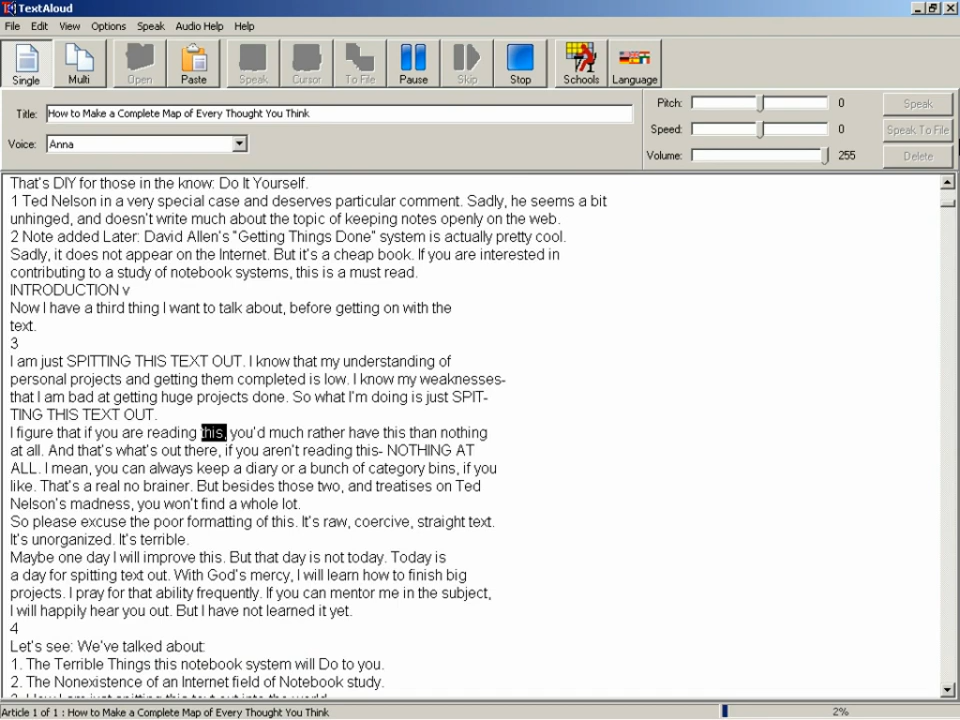 TextAloud
File Edit View Options Speak Audio Help Help
Single Multi Open Paste Speak Cursor To File Pause Skip Stop Schools Language
Title: How to Make a Complete Map of Every Thought You Think
Voice: Anna
Pitch: 0 Speak
Speed: 0 Speak To File
Volume: 255 Delete
That's DIY for those in the know: Do It Yourself.
1 Ted Nelson in a very special case and deserves particular comment. Sadly, he seems a bit
unhinged, and doesn't write much about the topic of keeping notes openly on the web.
2 Note added Later: David Allen's "Getting Things Done" system is actually pretty cool.
Sadly, it does not appear on the Internet. But it's a cheap book. If you are interested in
contributing to a study of notebook systems, this is a must read.
INTRODUCTION v
Now I have a third thing I want to talk about, before getting on with the
text.
3
I am just SPITTING THIS TEXT OUT. I know that my understanding of
personal projects and getting them completed is low. I know my weaknesses-
that I am bad at getting huge projects done. So what I'm doing is just SPIT-
TING THIS TEXT OUT.
I figure that if you are reading this, you'd much rather have this than nothing
at all. And that's what's out there, if you aren't reading this- NOTHING AT
ALL. I mean, you can always keep a diary or a bunch of category bins, if you
like. That's a real no brainer. But besides those two, and treatises on Ted
Nelson's madness, you won't find a whole lot.
So please excuse the poor formatting of this. It's raw, coercive, straight text.
It's unorganized. It's terrible.
Maybe one day I will improve this. But that day is not today. Today is
a day for spitting text out. With God's mercy, I will learn how to finish big
projects. I pray for that ability frequently. If you can mentor me in the subject,
I will happily hear you out. But I have not learned it yet.
4
Let's see: We've talked about:
1. The Terrible Things this notebook system will Do to you.
2. The Nonexistence of an Internet field of Notebook study.
3. How I am just spitting this text out into the world.
Article 1 of 1 : How to Make a Complete Map of Every Thought You Think 2%